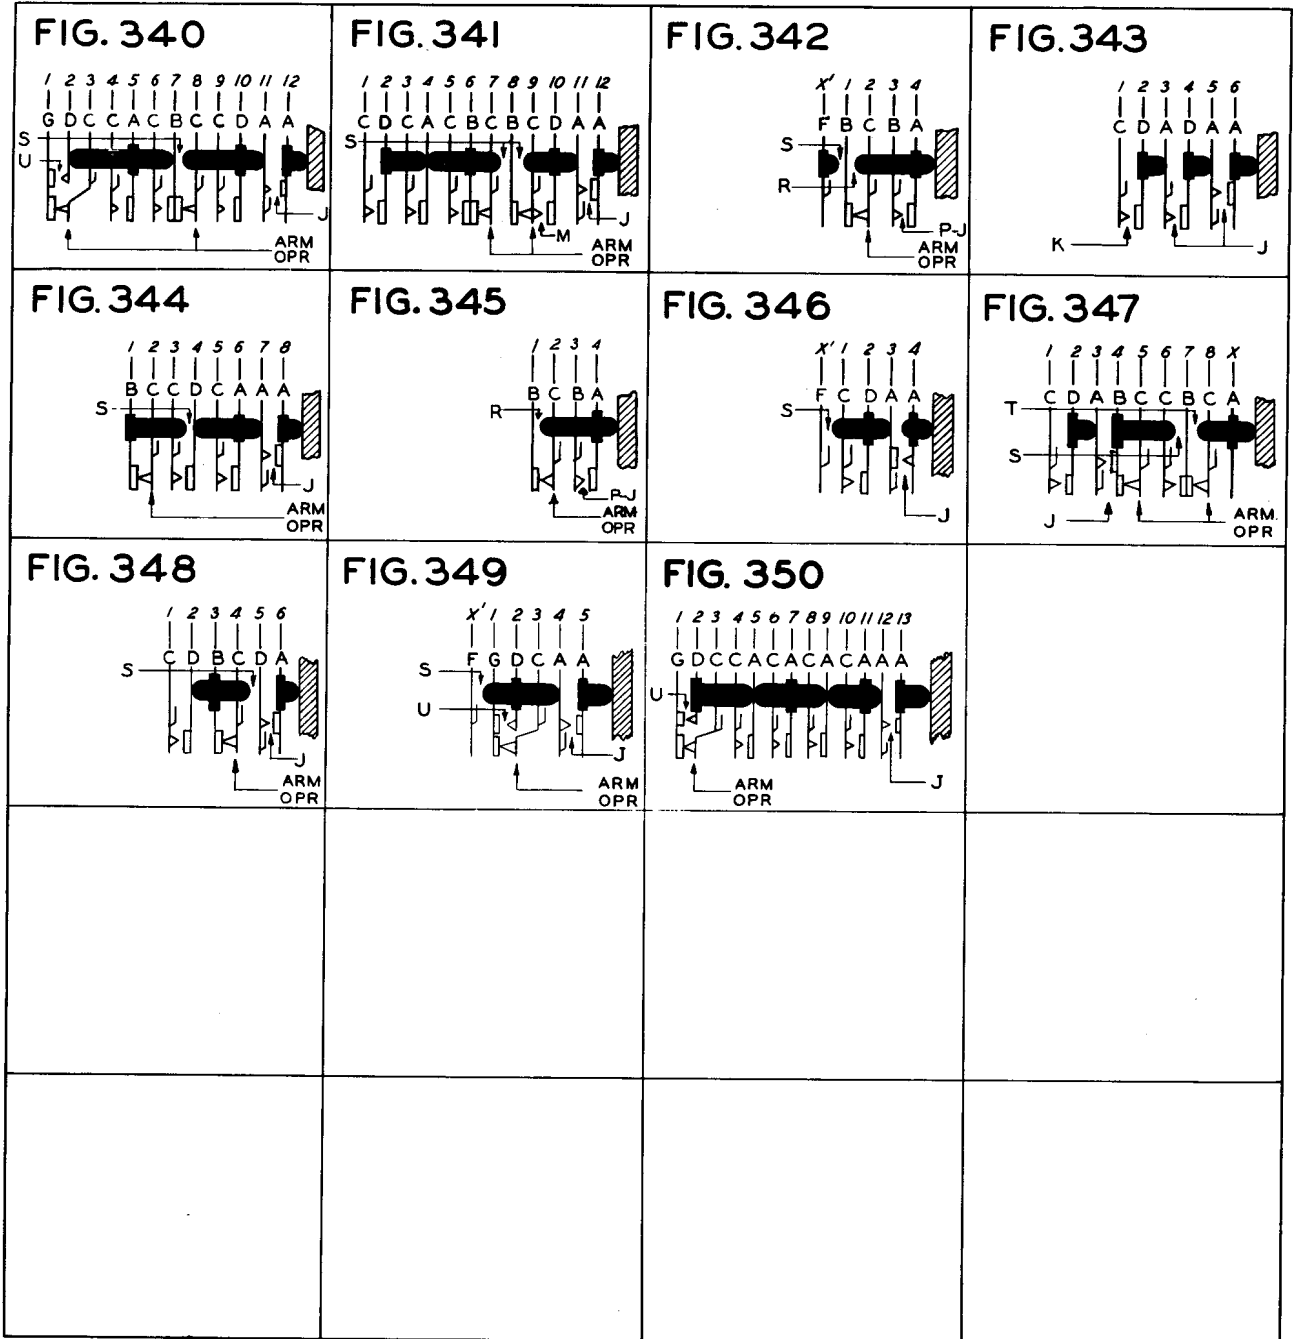 FIG. 340
1 2 3 4 5 6 7 8 9 10 11 12
G D C C A C B C C D A A
S
U
J
ARM
OPR
FIG. 341
1 2 3 4 5 6 7 8 9 10 11 12
C D C A C B C B C D A A
S
J
M
ARM
OPR
FIG. 342
X' 1 2 3 4
F B C B A
S
R
P-J
ARM
OPR
FIG. 343
1 2 3 4 5 6
C D A D A A
K
J
FIG. 344
1 2 3 4 5 6 7 8
B C C D C A A A
S
J
ARM
OPR
FIG. 345
1 2 3 4
B C B A
R
P-J
ARM
OPR
FIG. 346
X' 1 2 3 4
F C D A A
S
J
FIG. 347
1 2 3 4 5 6 7 8 X
C D A B C C B C A
T
S
J
ARM
OPR
FIG. 348
1 2 3 4 5 6
C D B C D A
S
J
ARM
OPR
FIG. 349
X' 1 2 3 4 5
F G D C A A
S
U
J
ARM
OPR
FIG. 350
1 2 3 4 5 6 7 8 9 10 11 12 13
G D C C A C A C A C A A A
U
J
ARM
OPR